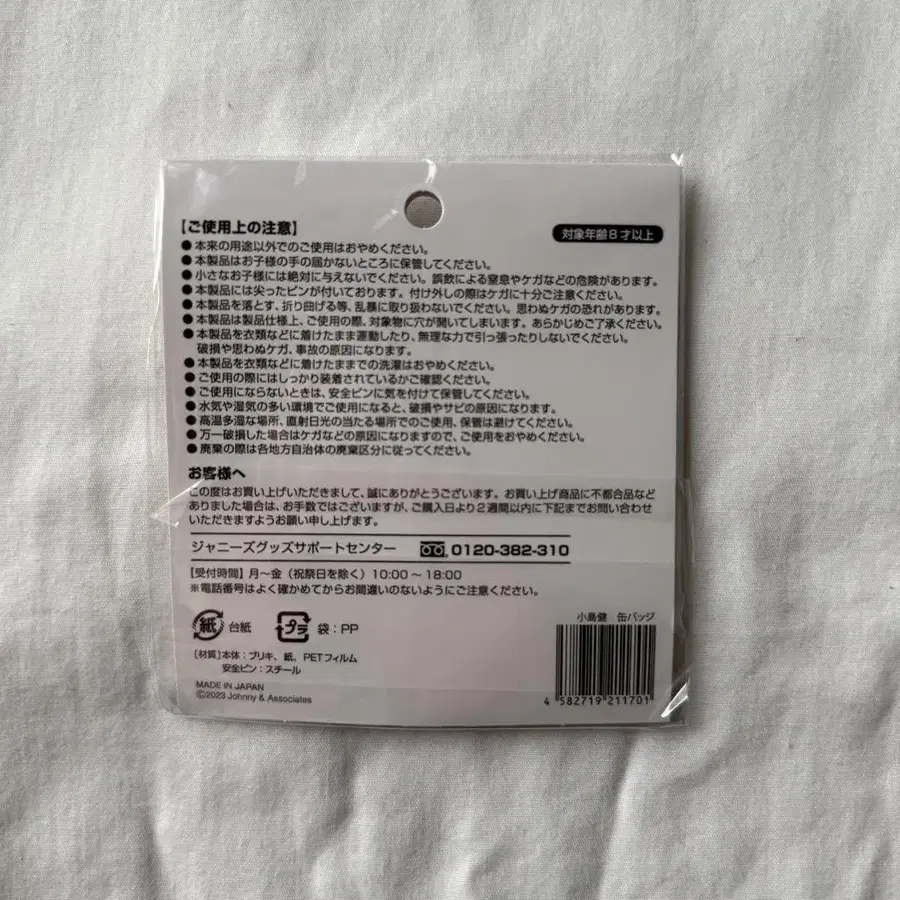 【ご使用上の注意】
対象年齢8才以上
●本来の用途以外でのご使用はおやめください。
●本製品はお子様の手の届かないところに保管してください。
●小さなお子様には絶対に与えないでください。誤飲による窒息やケガなどの危険があります。
●本製品には尖ったピンが付いております。付け外しの際はケガに十分ご注意ください。
●本製品を落とす、折り曲げる等、乱暴に取り扱わないでください。思わぬケガの恐れがあります。
●本製品は製品仕様上、ご使用の際、対象物に穴が開いてしまいます。あらかじめご了承ください。
●本製品を衣類などに着けたまま運動したり、無理な力で引っ張ったりしないでください。
破損や思わぬケガ、事故の原因になります。
●本製品を衣類などに着けたままでの洗濯はおやめください。
●ご使用の際にはしっかり装着されているかご確認ください。
●ご使用にならないときは、安全ピンに気を付けて保管してください。
●水気や湿気の多い環境でご使用になると、破損やサビの原因になります。
●高温多湿な場所、直射日光の当たる場所でのご使用、保管は避けてください。
●万一破損した場合はケガなどの原因になりますので、ご使用をおやめください。
●廃棄の際は各地方自治体の廃棄区分に従ってください。
お客様へ
この度はお買い上げいただきまして、誠にありがとうございます。お買い上げ商品に不都合品など
ありました場合は、お手数ではございますが、ご購入日より2週間以内に下記までお問い合わせ
いただきますようお願い申し上げます。
ジャニーズグッズサポートセンター 0120-382-310
【受付時間】月〜金（祝祭日を除く）10:00〜18:00
※電話番号はよく確かめてからお間違いのないようにご注意ください。
紙 台紙 プラ 袋：PP
小島健 缶バッジ
【材質】本体：ブリキ、紙、PETフィルム
安全ピン：スチール
MADE IN JAPAN
©2023 Johnny & Associates
4 582719 211701